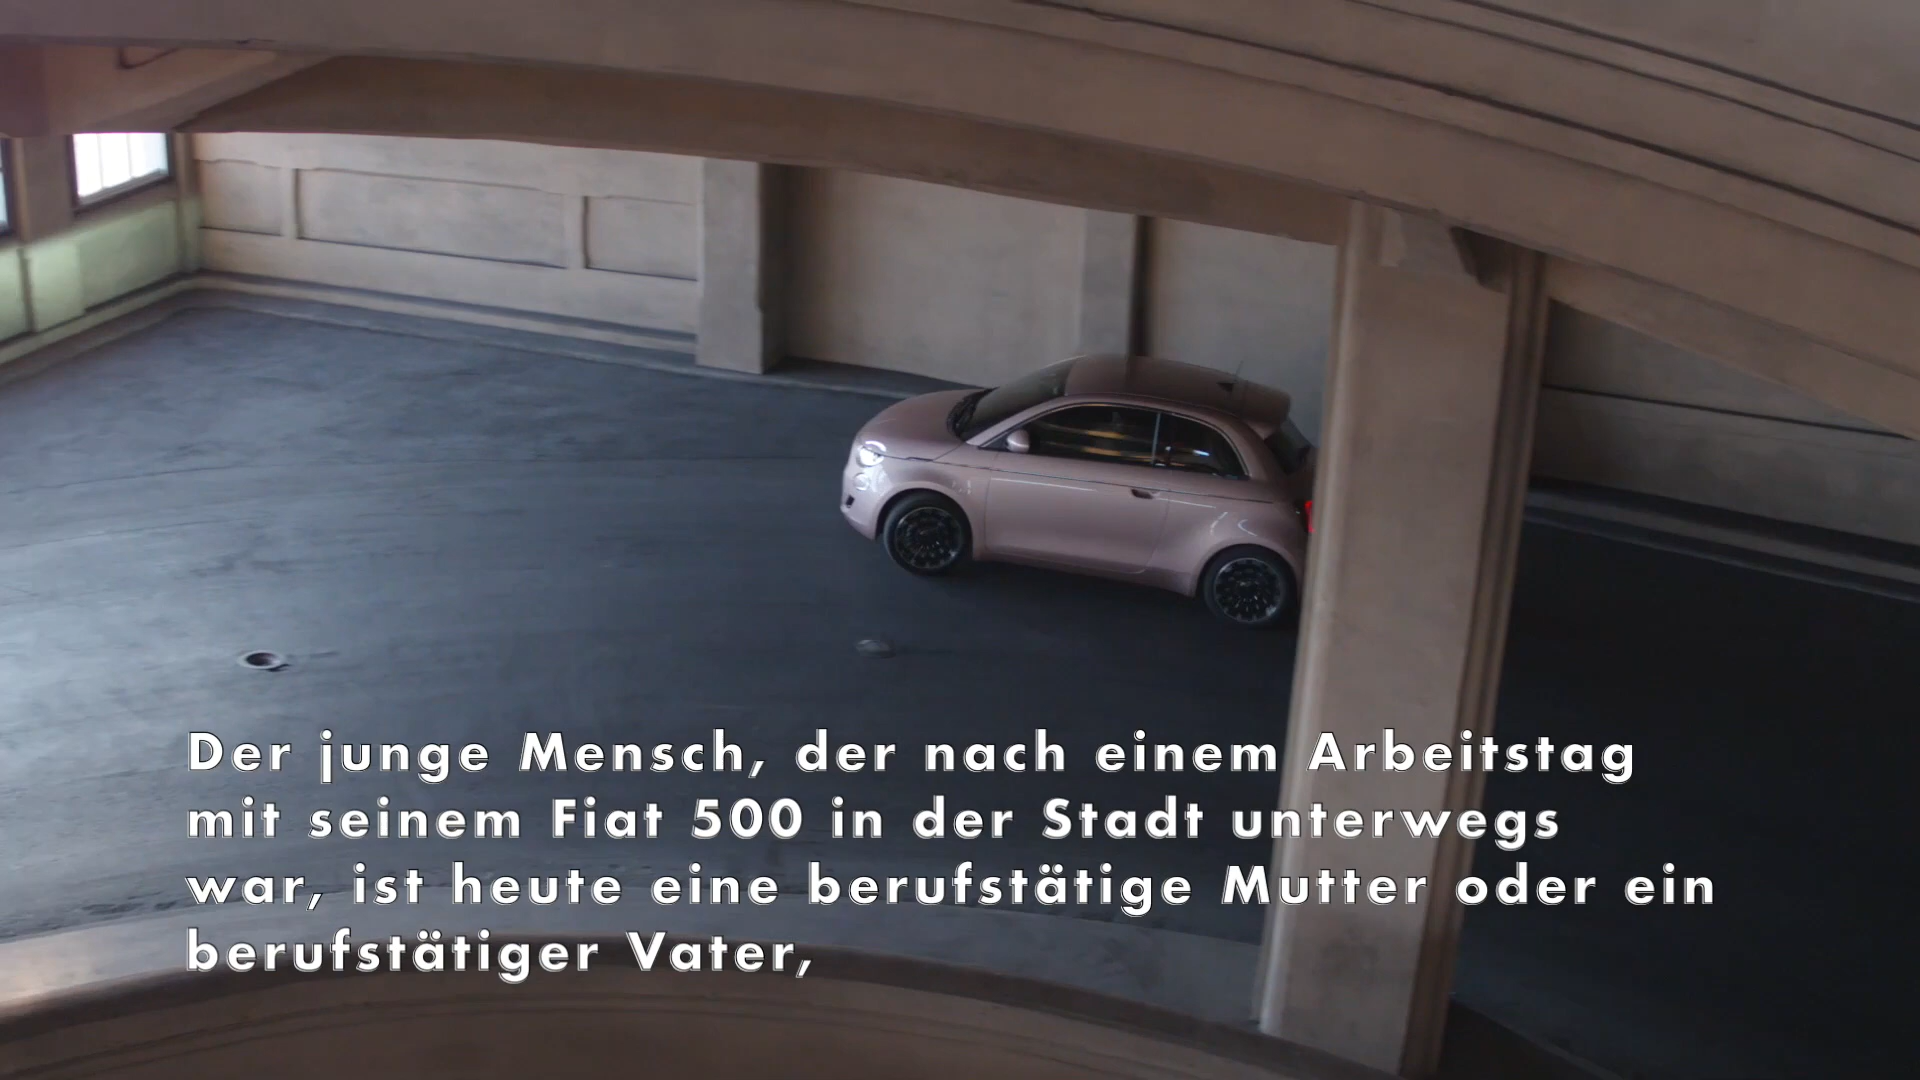 Der junge Mensch, der nach einem Arbeitstag
mit seinem Fiat 500 in der Stadt unterwegs
war, ist heute eine berufstätige Mutter oder ein
berufstätiger Vater,